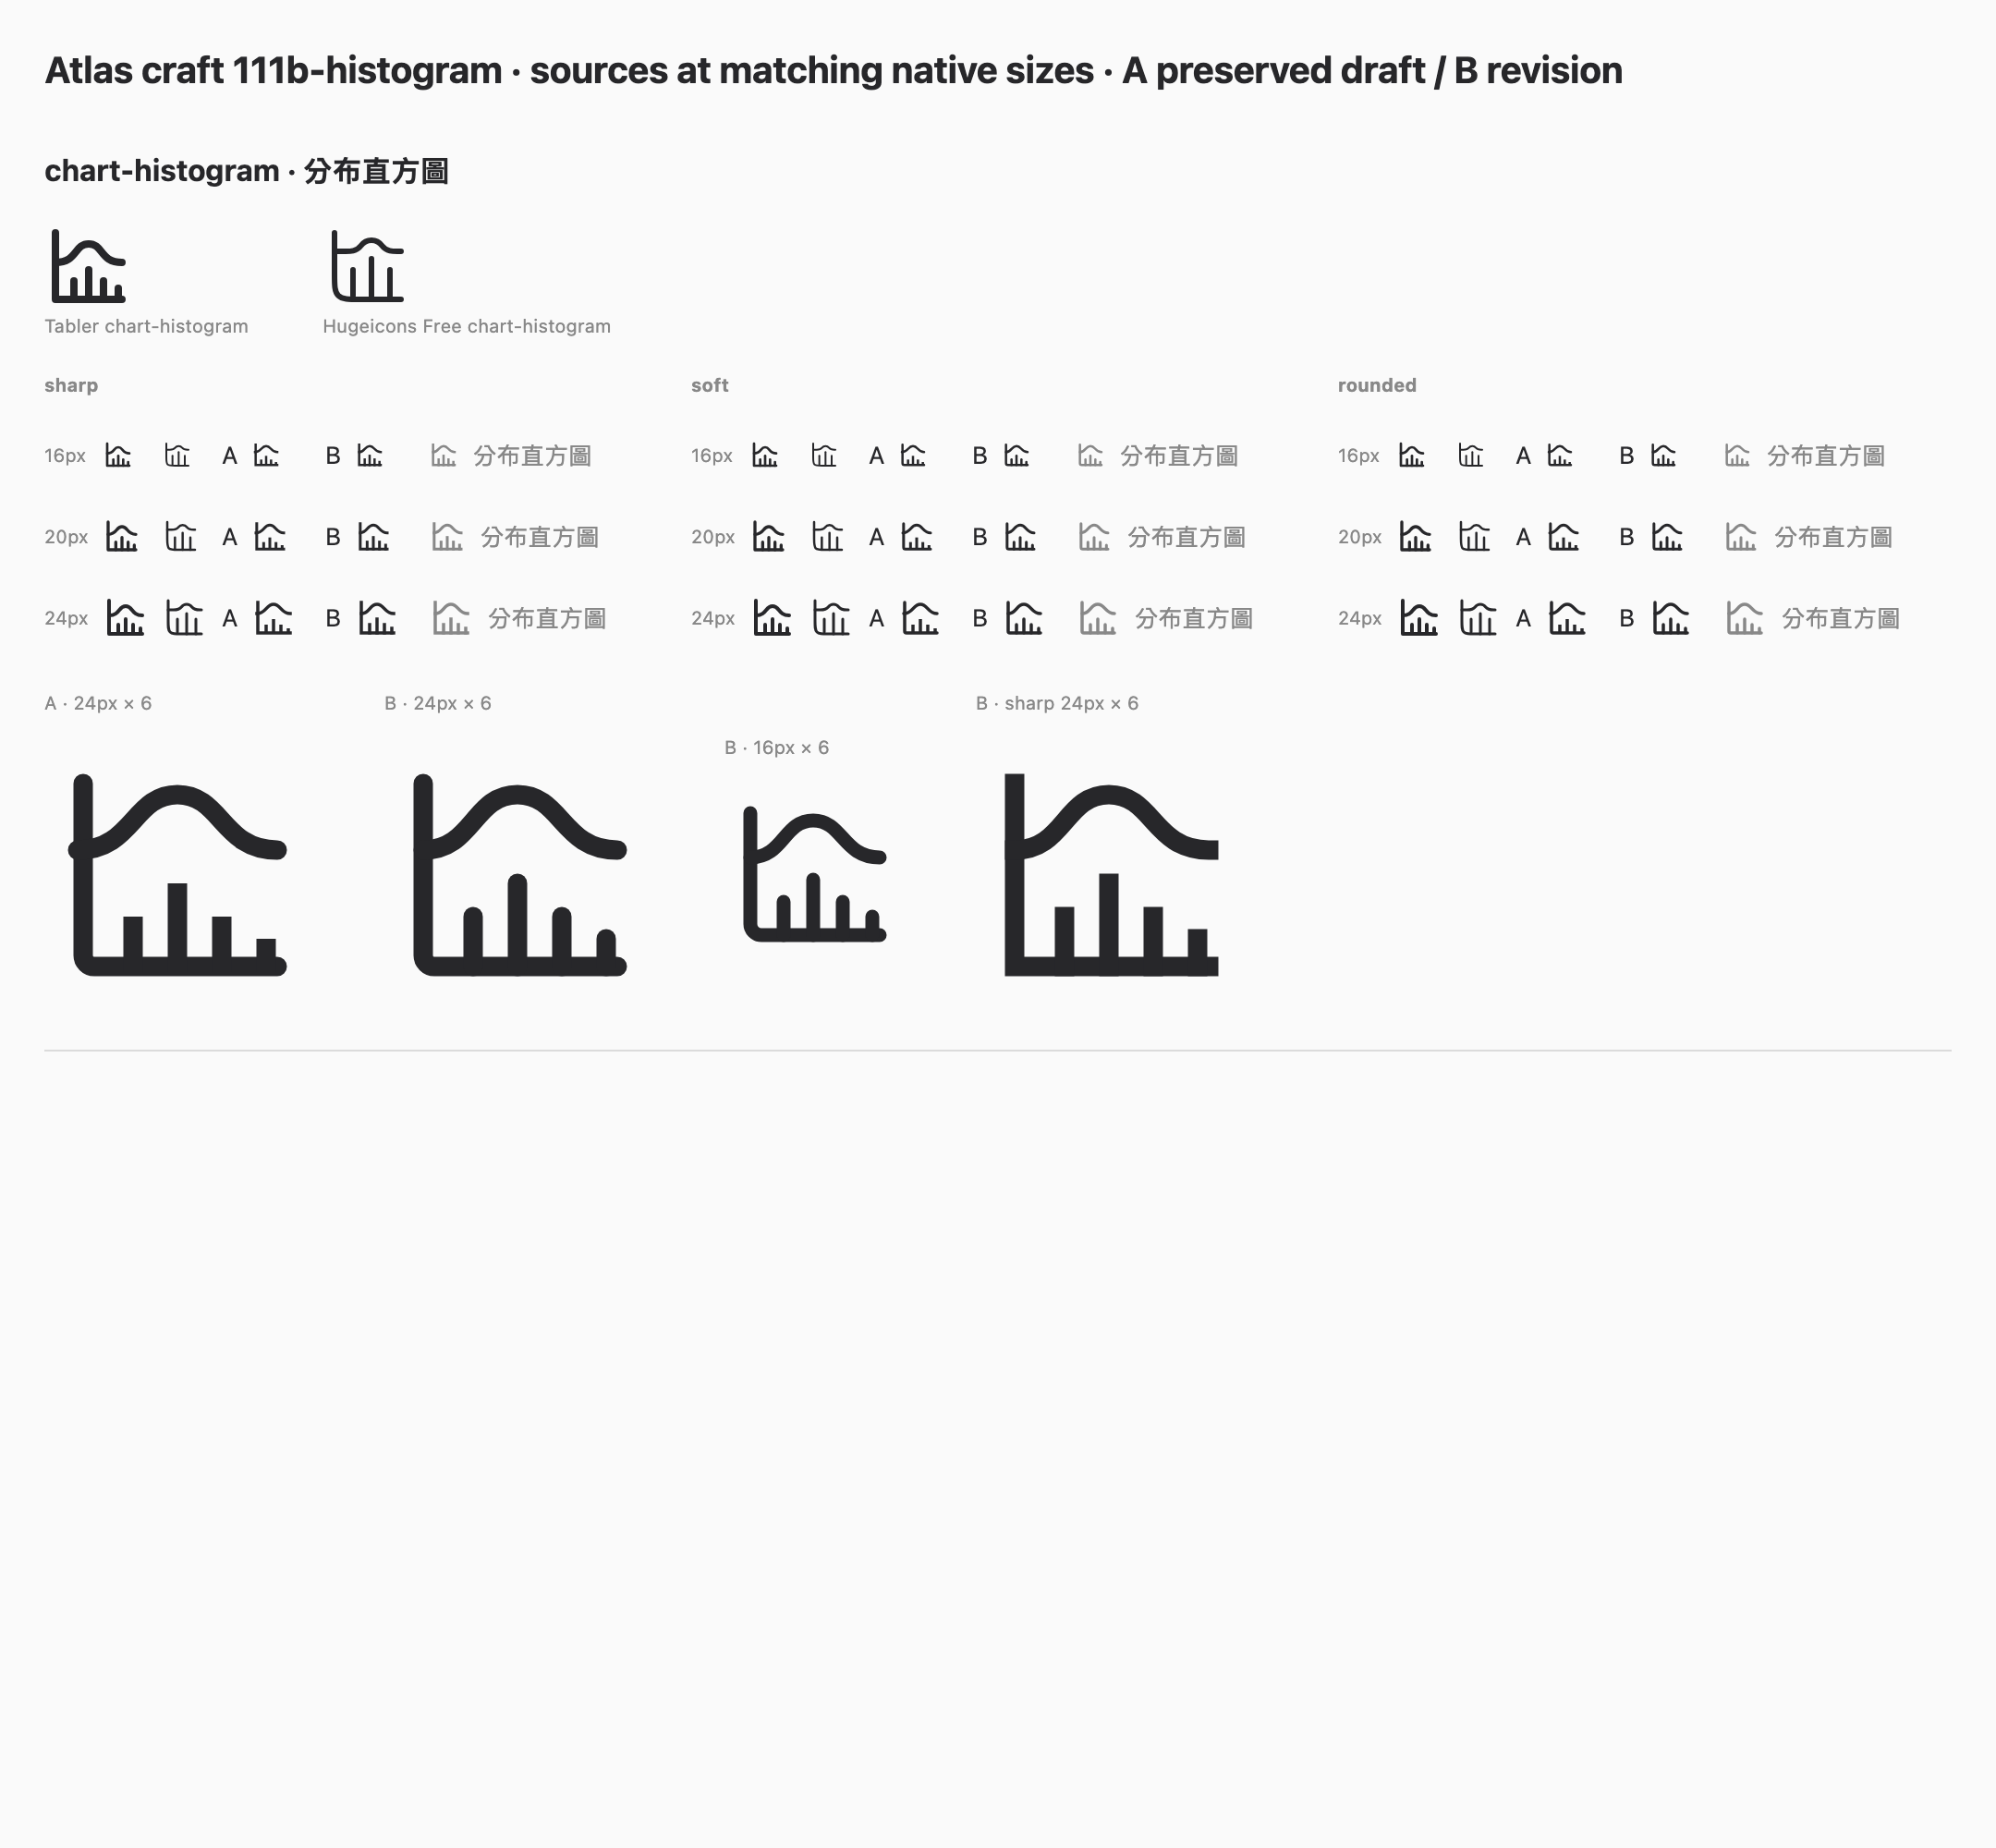 Atlas craft 111b-histogram · sources at matching native sizes · A preserved draft / B revision
chart-histogram · 分布直方圖
Tabler chart-histogram
Hugeicons Free chart-histogram
sharp
soft
rounded
16px A B 分布直方圖
16px A B 分布直方圖
16px A B 分布直方圖
20px A B 分布直方圖
20px A B 分布直方圖
20px A B 分布直方圖
24px A B 分布直方圖
24px A B 分布直方圖
24px A B 分布直方圖
A · 24px × 6
B · 24px × 6
B · 16px × 6
B · sharp 24px × 6